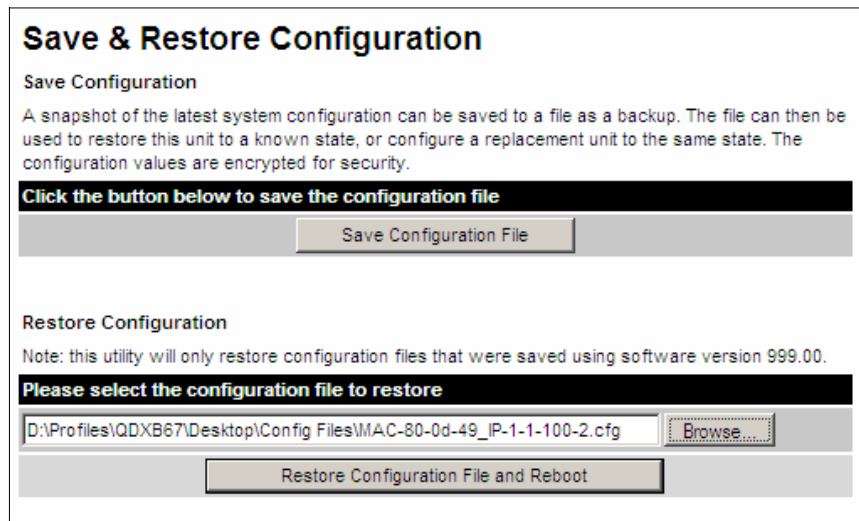 Save & Restore Configuration
Save Configuration
A snapshot of the latest system configuration can be saved to a file as a backup. The file can then be
used to restore this unit to a known state, or configure a replacement unit to the same state. The
configuration values are encrypted for security.
Click the button below to save the configuration file
Save Configuration File
Restore Configuration
Note: this utility will only restore configuration files that were saved using software version 999.00.
Please select the configuration file to restore
D:\Profiles\QDXB67\Desktop\Config Files\MAC-80-0d-49_IP-1-1-100-2.cfg Browse...
Restore Configuration File and Reboot